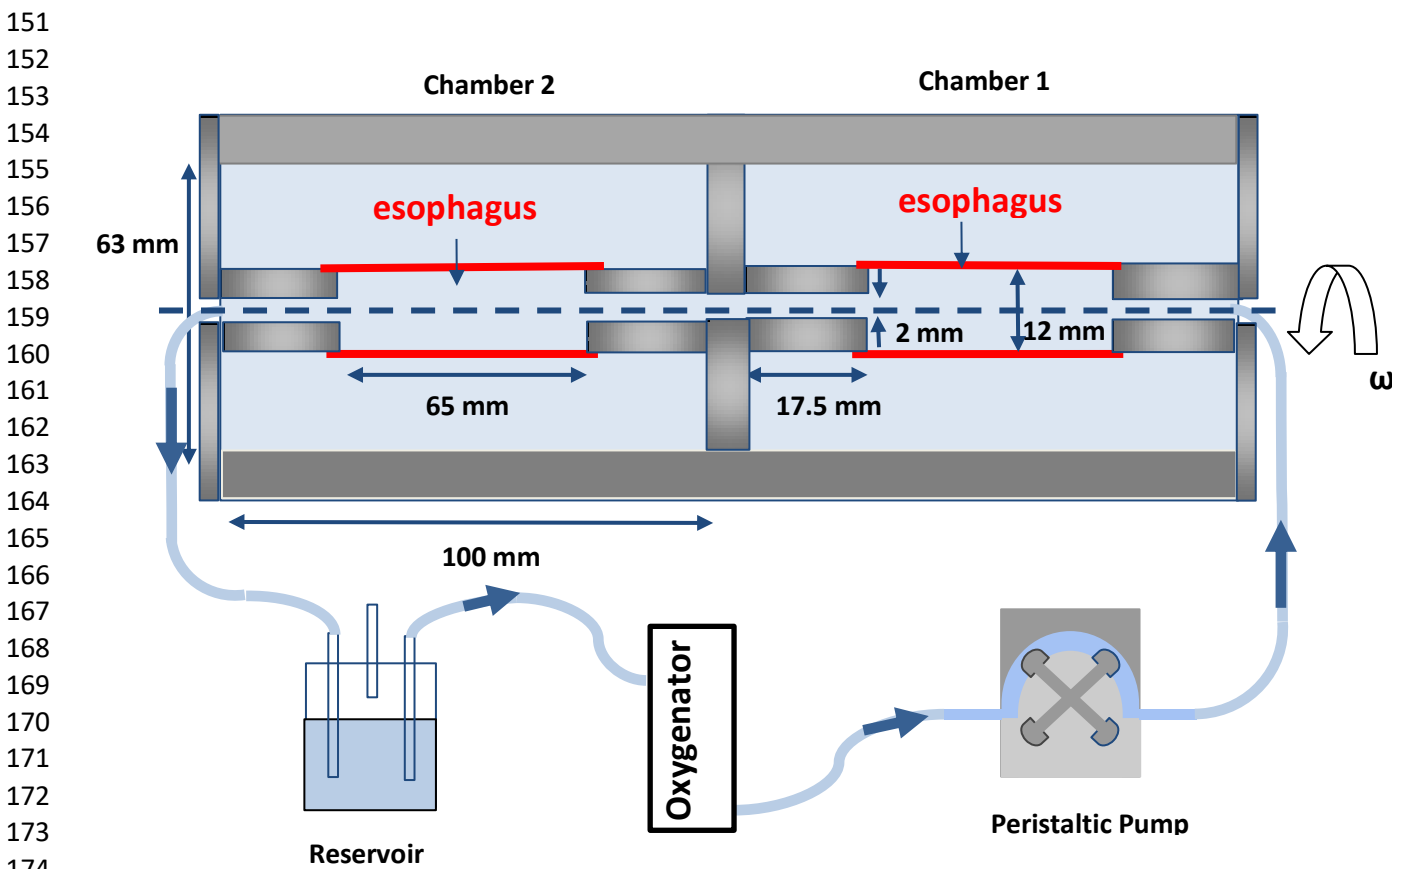 151
152
153
Chamber 2
Chamber 1
154
155
156
esophagus
esophagus
157
63 mm
158
159
2 mm
12 mm
160
ω
161
65 mm
17.5 mm
162
163
164
165
100 mm
166
167
168
169
170
171
Oxygenator
172
Peristaltic Pump
173
Reservoir
174